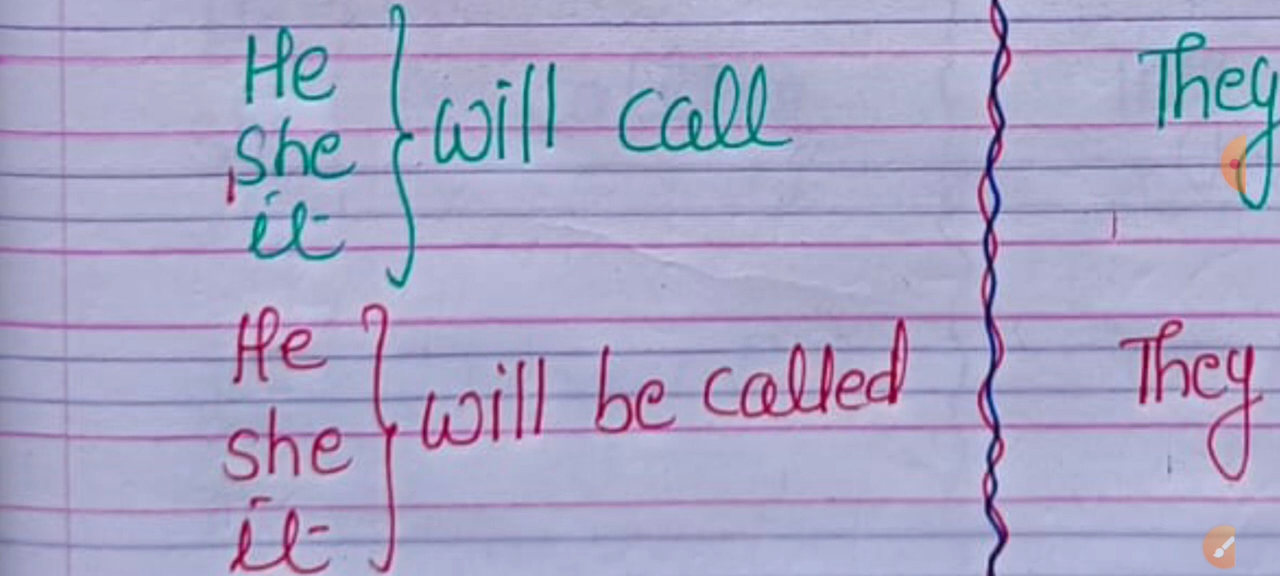 He
she
it
will call
They
He
she
it
will be called
They